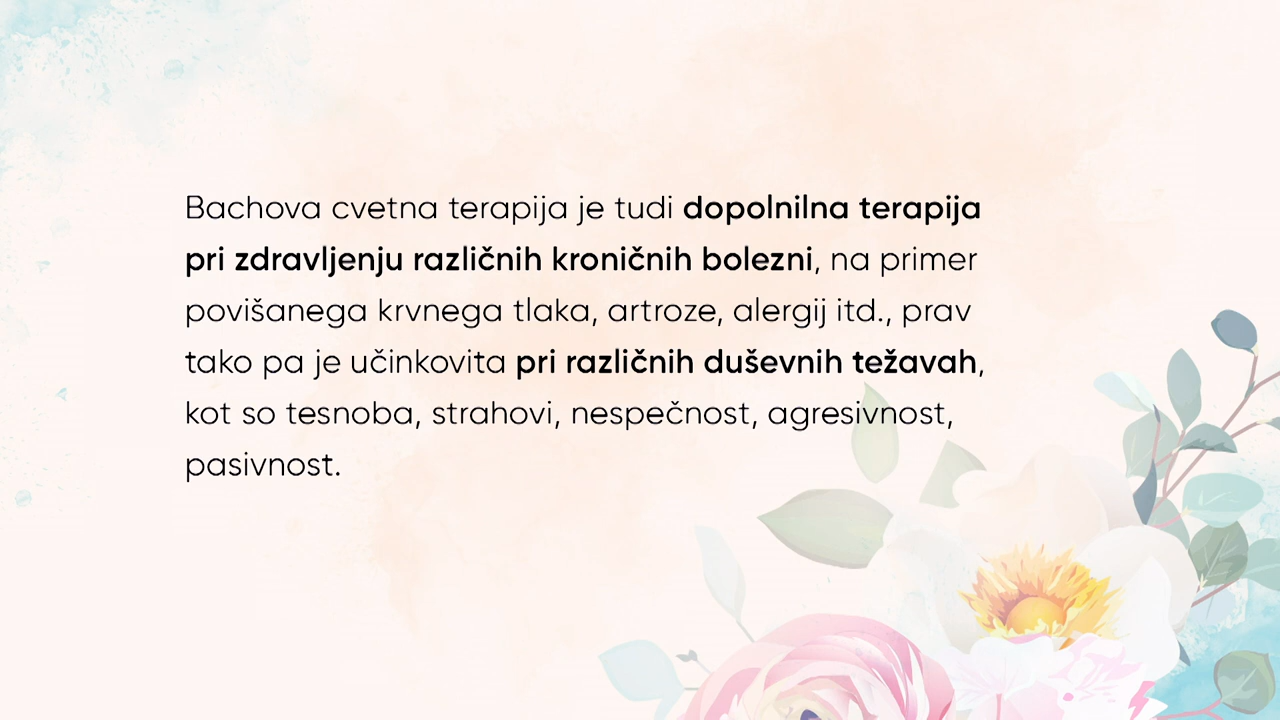 Bachova cvetna terapija je tudi dopolnilna terapija
pri zdravljenju različnih kroničnih bolezni, na primer
povišanega krvnega tlaka, artroze, alergij itd., prav
tako pa je učinkovita pri različnih duševnih težavah,
kot so tesnoba, strahovi, nespečnost, agresivnost,
pasivnost.